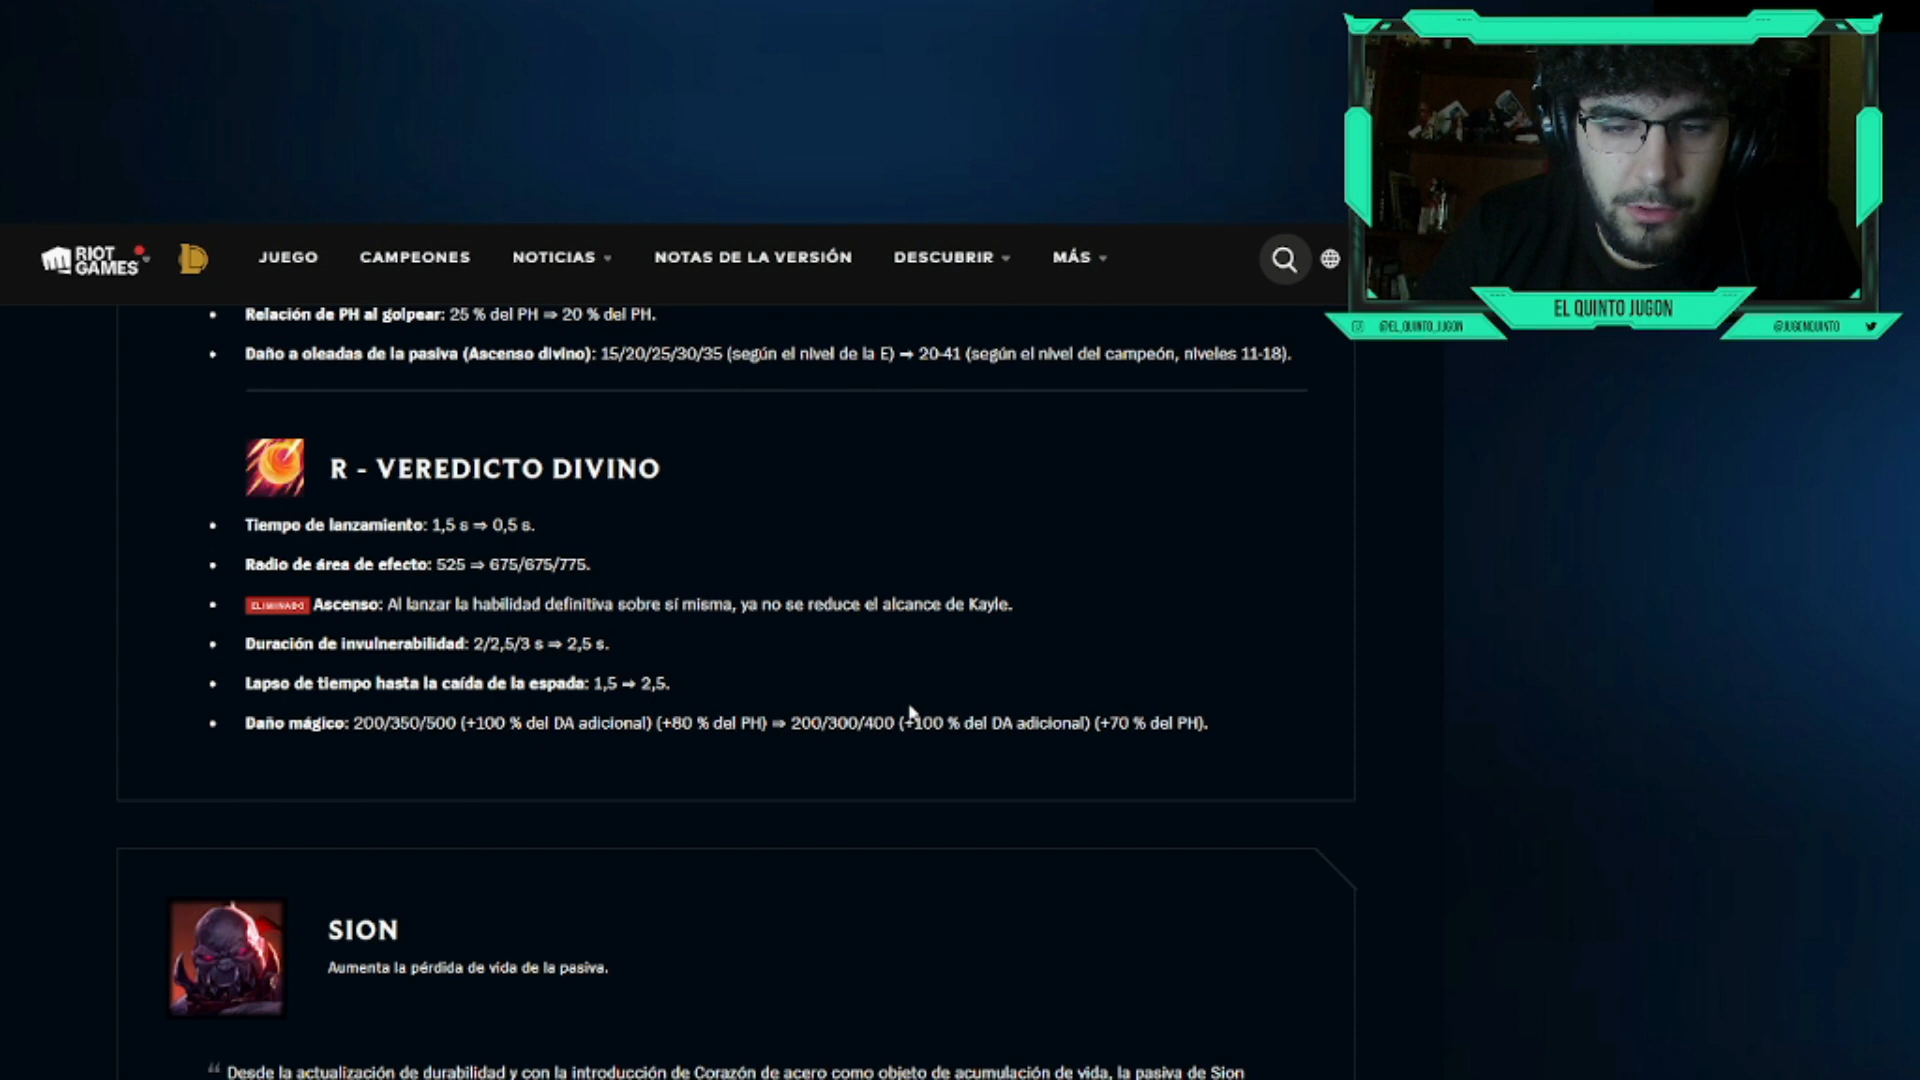 RIOT GAMES
JUEGO CAMPEONES NOTICIAS NOTAS DE LA VERSIÓN DESCUBRIR MÁS
EL QUINTO JUGON
@EL_QUINTO_JUGON @JUGONQUINTO
• Relación de PH al golpear: 25 % del PH ⇒ 20 % del PH.
• Daño a oleadas de la pasiva (Ascenso divino): 15/20/25/30/35 (según el nivel de la E) ⇒ 20-41 (según el nivel del campeón, niveles 11-18).
R - VEREDICTO DIVINO
• Tiempo de lanzamiento: 1,5 s ⇒ 0,5 s.
• Radio de área de efecto: 525 ⇒ 675/675/775.
• ELIMINADO Ascenso: Al lanzar la habilidad definitiva sobre sí misma, ya no se reduce el alcance de Kayle.
• Duración de invulnerabilidad: 2/2,5/3 s ⇒ 2,5 s.
• Lapso de tiempo hasta la caída de la espada: 1,5 ⇒ 2,5.
• Daño mágico: 200/350/500 (+100 % del DA adicional) (+80 % del PH) ⇒ 200/300/400 (+100 % del DA adicional) (+70 % del PH).
SION
Aumenta la pérdida de vida de la pasiva.
“ Desde la actualización de durabilidad y con la introducción de Corazón de acero como objeto de acumulación de vida, la pasiva de Sion